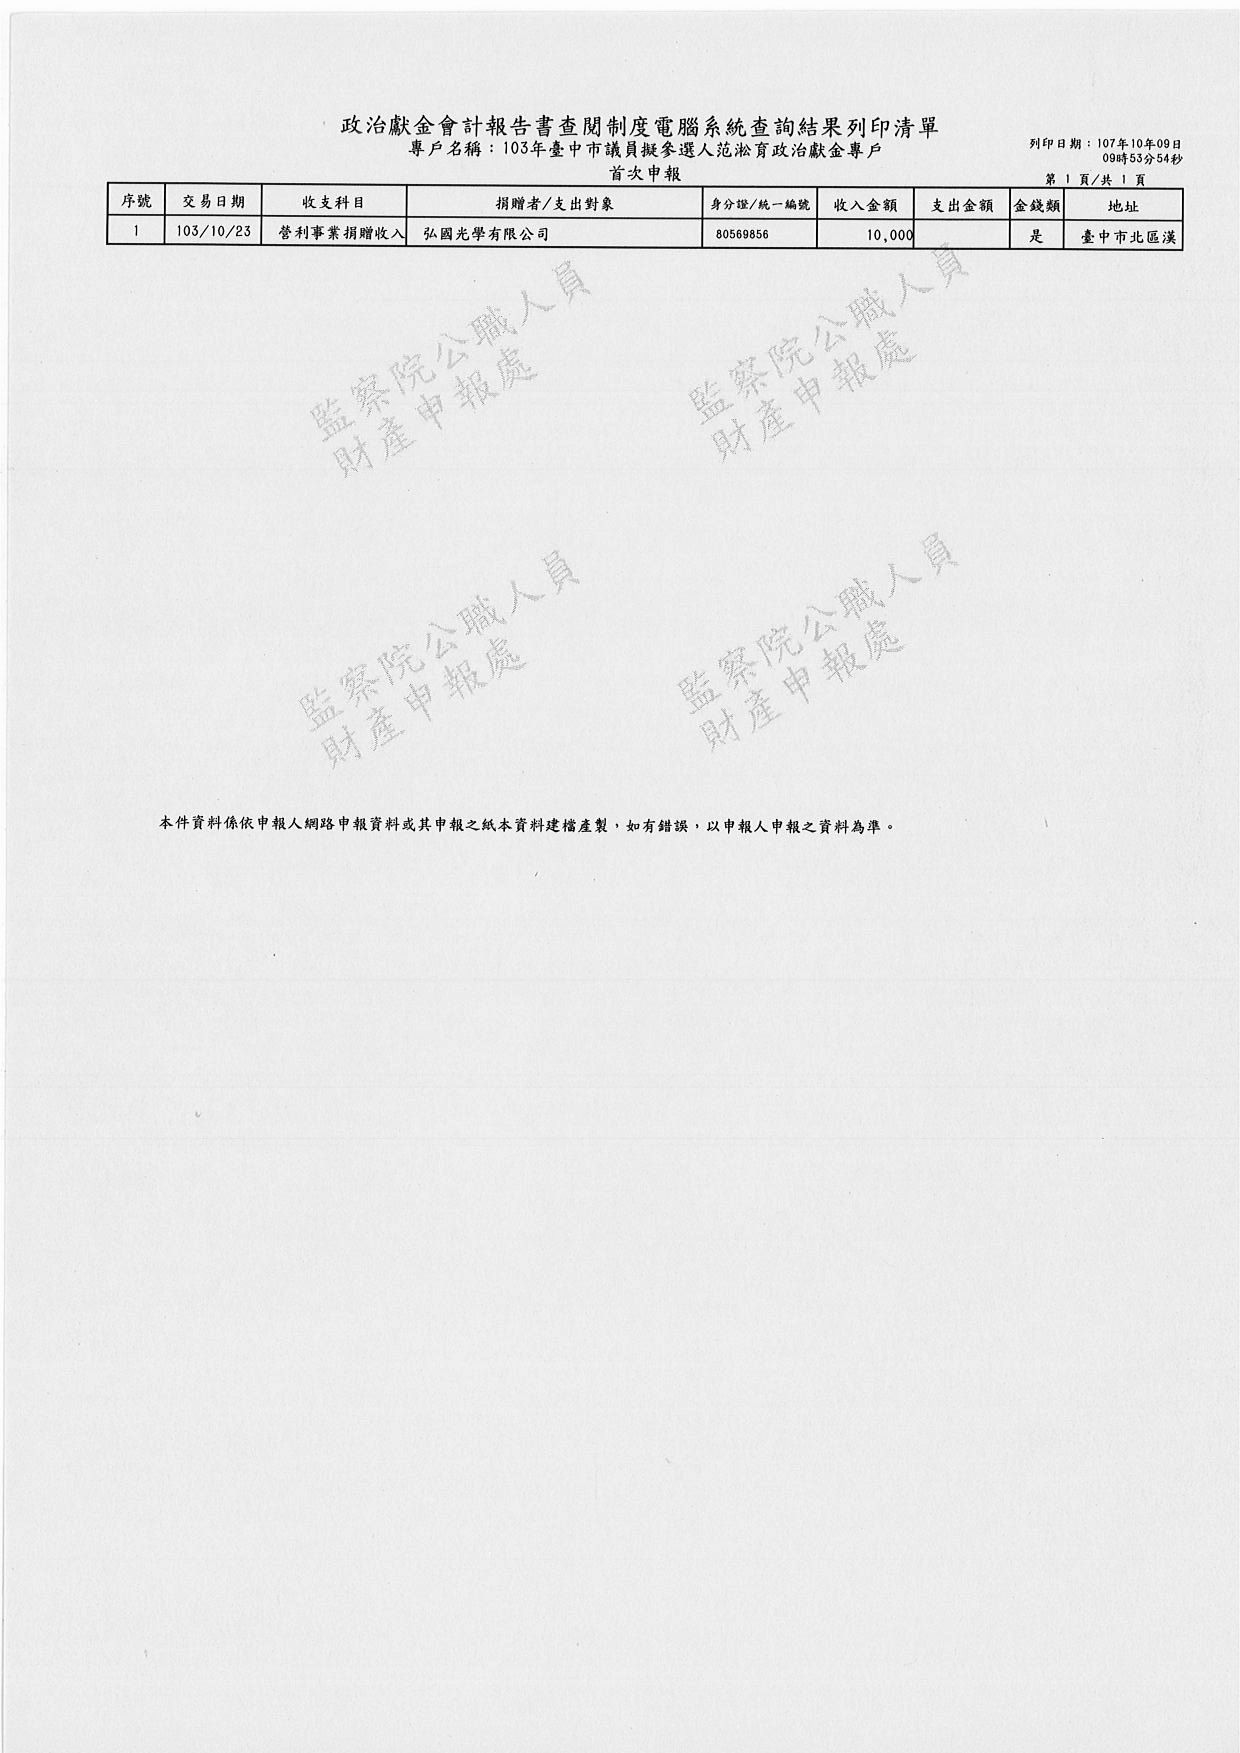 政治獻金會計報告書查閱制度電腦系統查詢結果列印清單
專戶名稱：103年臺中市議員擬參選人范淞育政治獻金專戶
首次申報
列印日期：107年10年09日
09時53分54秒
第 1 頁/共 1 頁
序號 交易日期 收支科目 捐贈者/支出對象 身分證/統一編號 收入金額 支出金額 金錢類 地址
1 103/10/23 營利事業捐贈收入 弘國光學有限公司 80569856 10,000 是 臺中市北區漢
監察院公職人員
財產申報處
監察院公職人員
財產申報處
監察院公職人員
財產申報處
監察院公職人員
財產申報處
本件資料係依申報人網路申報資料或其申報之紙本資料建檔產製，如有錯誤，以申報人申報之資料為準。